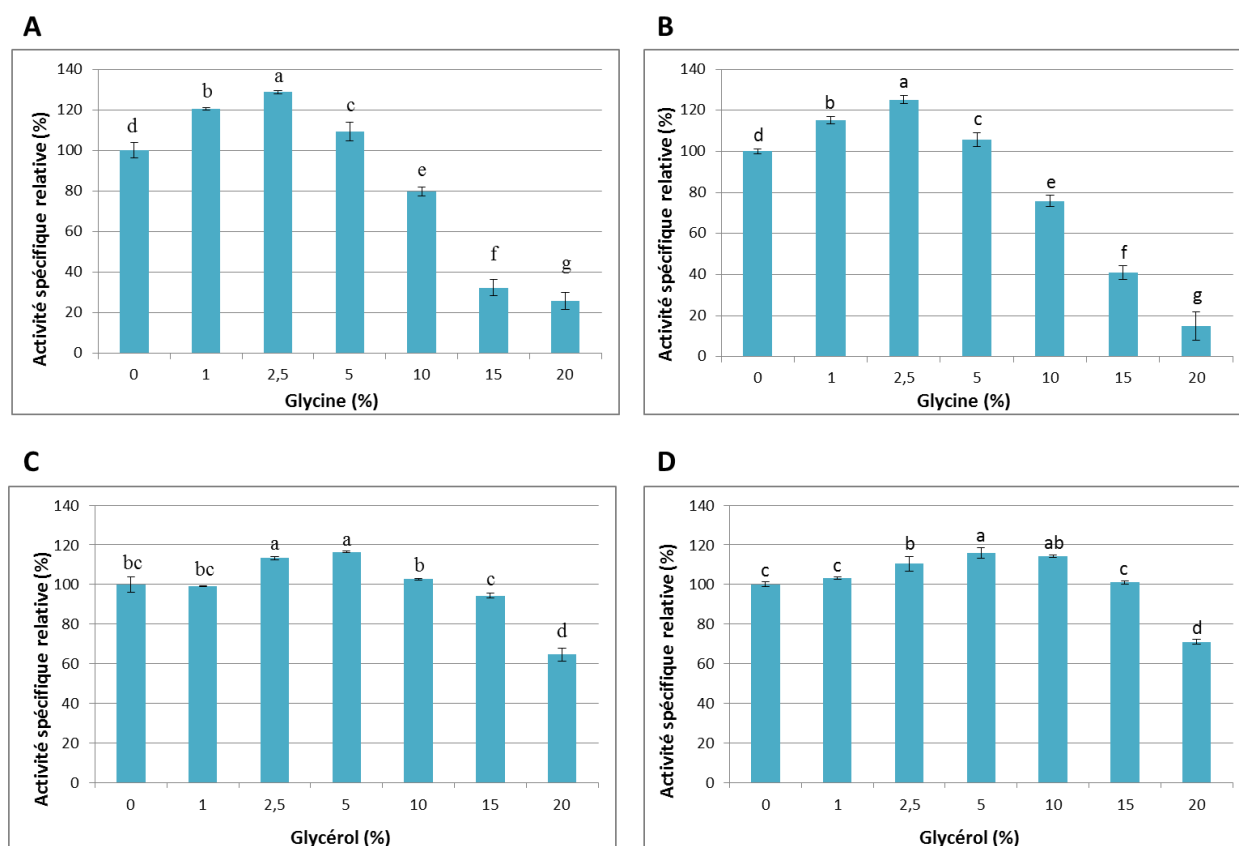 A
Activité spécifique relative (%)
140
120
100
80
60
40
20
0
d
b
a
c
e
f
g
0 1 2,5 5 10 15 20
Glycine (%)
B
Activité spécifique relative (%)
140
120
100
80
60
40
20
0
d
b
a
c
e
f
g
0 1 2,5 5 10 15 20
Glycine (%)
C
Activité spécifique relative (%)
140
120
100
80
60
40
20
0
bc
bc
a
a
b
c
d
0 1 2,5 5 10 15 20
Glycérol (%)
D
Activité spécifique relative (%)
140
120
100
80
60
40
20
0
c
c
b
a
ab
c
d
0 1 2,5 5 10 15 20
Glycérol (%)